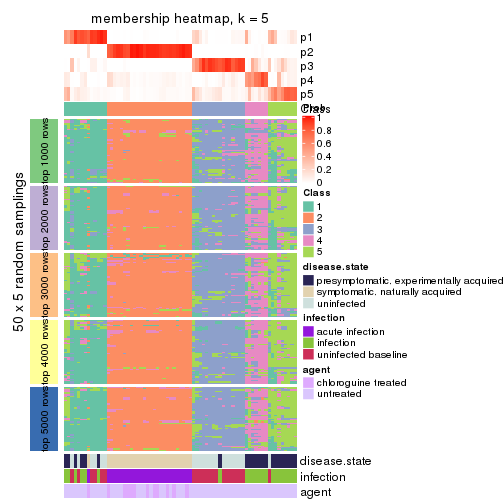 membership heatmap, k = 5
p1
p2
p3
p4
p5
Class
Prob
1
0.8
0.6
0.4
0.2
0
Class
1
2
3
4
5
disease.state
presymptomatic, experimentally acquired
symptomatic, naturally acquired
uninfected
infection
acute infection
infection
uninfected baseline
agent
chloroguine treated
untreated
50 x 5 random samplings
top 1000 rows
top 2000 rows
top 3000 rows
top 4000 rows
top 5000 rows
disease.state
infection
agent